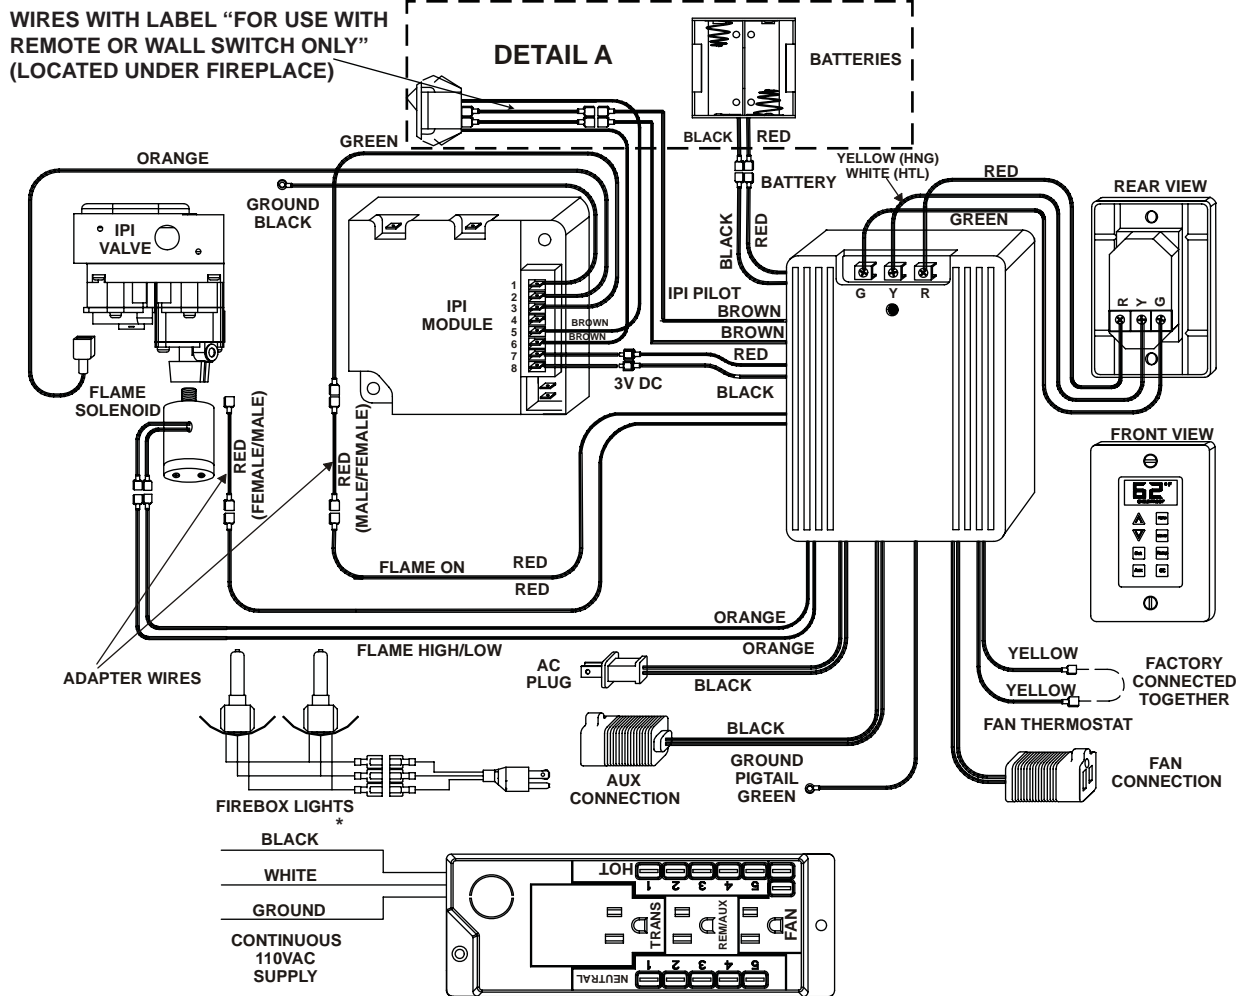 WIRES WITH LABEL “FOR USE WITH
REMOTE OR WALL SWITCH ONLY”
(LOCATED UNDER FIREPLACE)
DETAIL A
BATTERIES
BLACK
RED
GREEN
ORANGE
GROUND
BLACK
BATTERY
YELLOW (HNG)
WHITE (HTL)
RED
GREEN
REAR VIEW
BLACK
RED
IPI
VALVE
IPI
MODULE
1
2
3
4
5
6
7
8
BROWN
BROWN
IPI PILOT
BROWN
BROWN
RED
3V DC
BLACK
G
Y
R
R
Y
G
FLAME
SOLENOID
RED
(FEMALE/MALE)
RED
(MALE/FEMALE)
FRONT VIEW
62°F
FLAME ON
RED
RED
ORANGE
ORANGE
FLAME HIGH/LOW
ADAPTER WIRES
AC
PLUG
BLACK
YELLOW
YELLOW
FACTORY
CONNECTED
TOGETHER
FAN THERMOSTAT
BLACK
AUX
CONNECTION
GROUND
PIGTAIL
GREEN
FAN
CONNECTION
FIREBOX LIGHTS
*
BLACK
WHITE
GROUND
CONTINUOUS
110VAC
SUPPLY
HOT
1
2
3
4
5
TRANS
REM/AUX
FAN
NEUTRAL
1
2
3
4
5